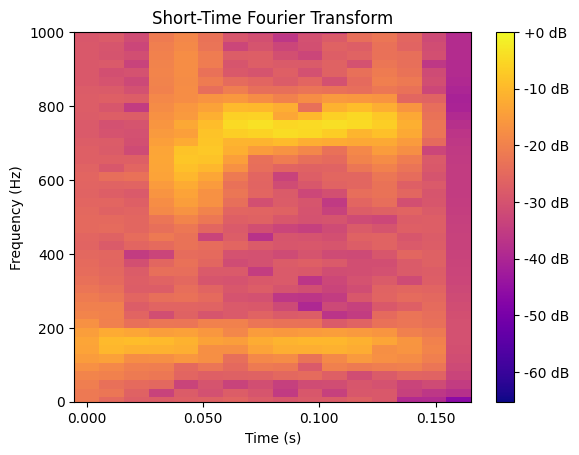 Short-Time Fourier Transform
1000
800
600
400
200
0
Frequency (Hz)
0.000
0.050
0.100
0.150
Time (s)
+0 dB
-10 dB
-20 dB
-30 dB
-40 dB
-50 dB
-60 dB